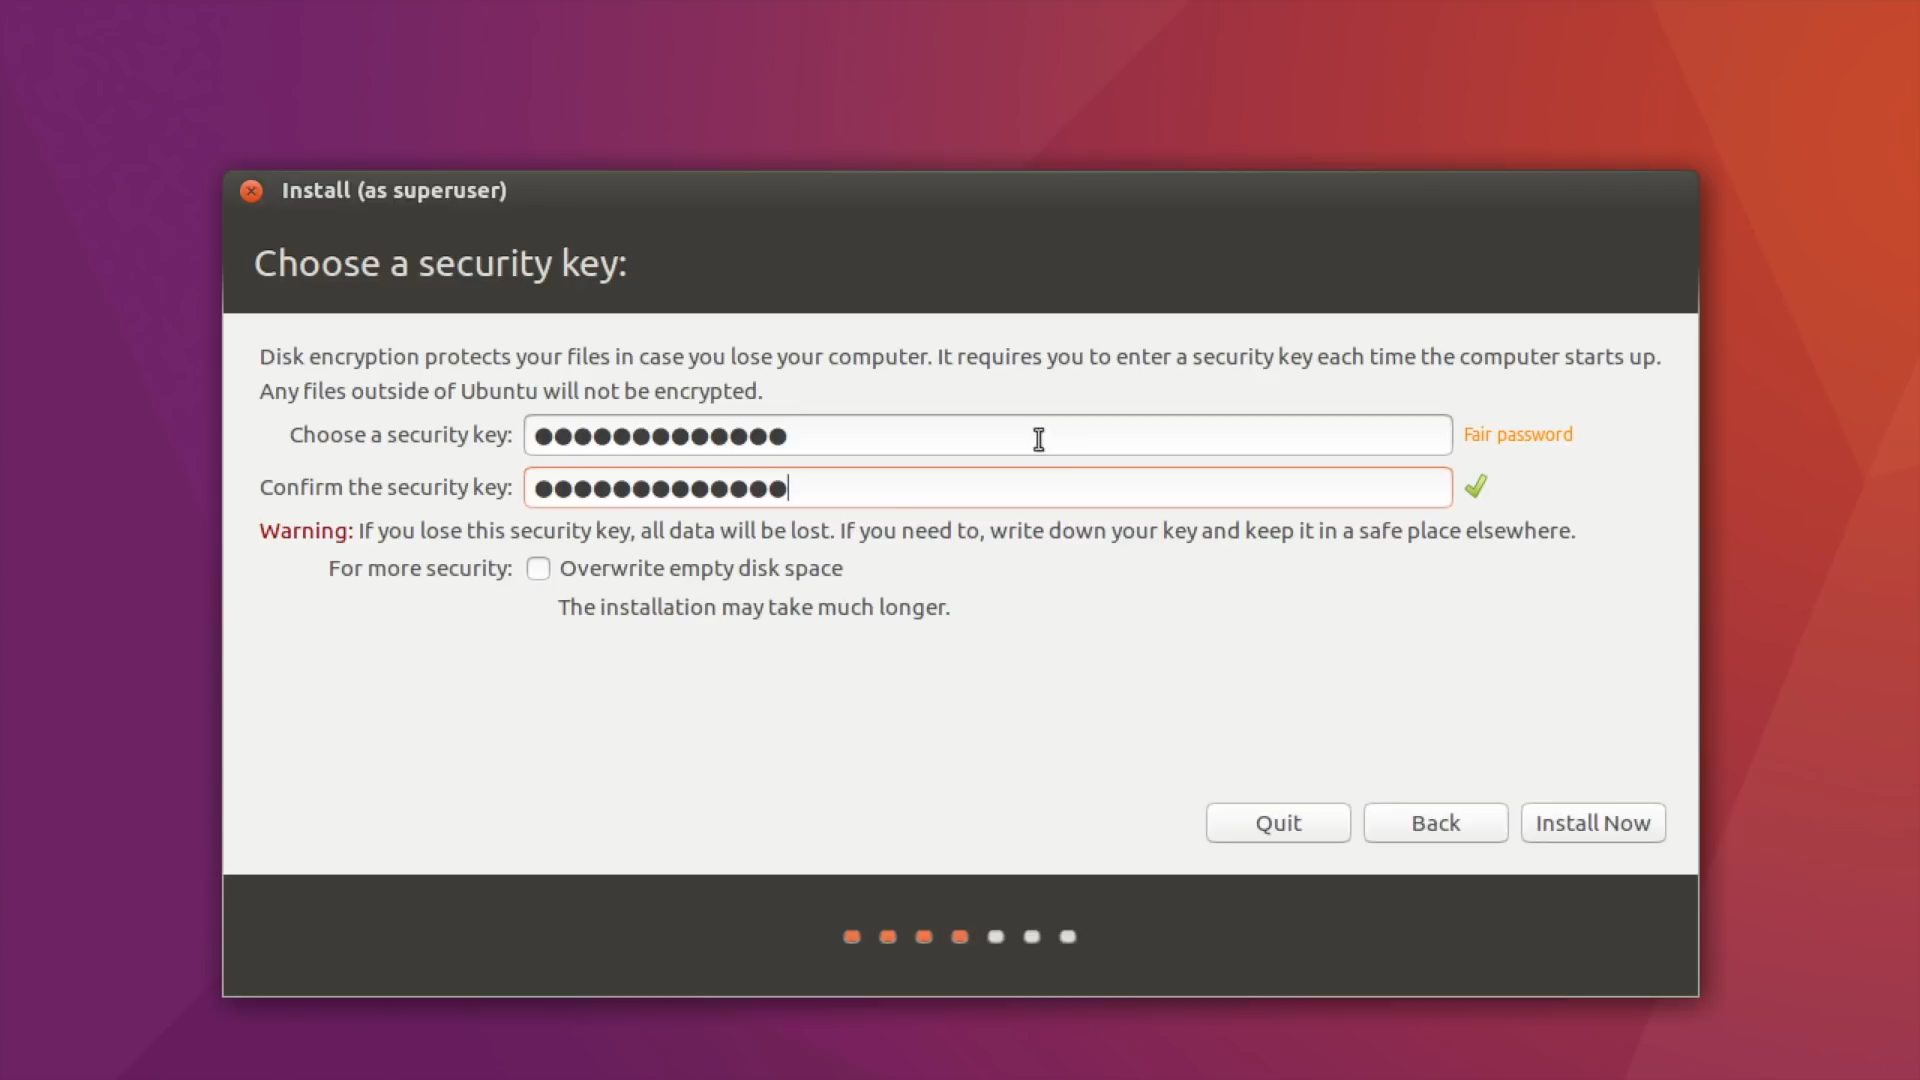 Install (as superuser)
Choose a security key:
Disk encryption protects your files in case you lose your computer. It requires you to enter a security key each time the computer starts up.
Any files outside of Ubuntu will not be encrypted.
Choose a security key: ●●●●●●●●●●●●● Fair password
Confirm the security key: ●●●●●●●●●●●●●
Warning: If you lose this security key, all data will be lost. If you need to, write down your key and keep it in a safe place elsewhere.
For more security: Overwrite empty disk space
The installation may take much longer.
Quit Back Install Now